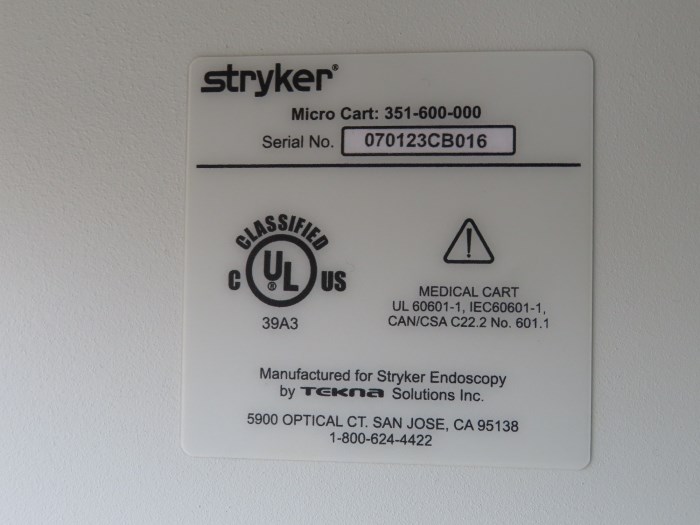 stryker®
Micro Cart: 351-600-000
Serial No. 070123CB016
CLASSIFIED
C UL® US
39A3
MEDICAL CART
UL 60601-1, IEC60601-1,
CAN/CSA C22.2 No. 601.1
Manufactured for Stryker Endoscopy
by TEKNA Solutions Inc.
5900 OPTICAL CT. SAN JOSE, CA 95138
1-800-624-4422